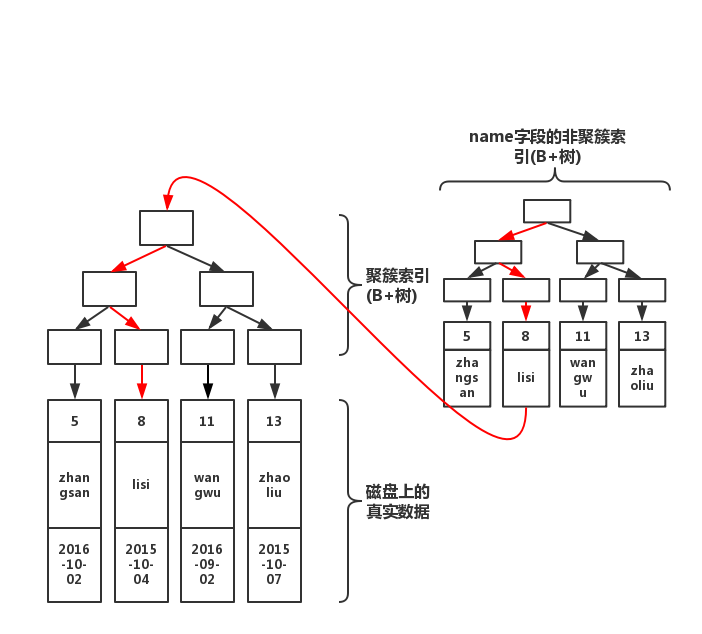 name字段的非聚簇索
引(B+树)
聚簇索引
(B+树)
5
8
11
13
zha
ngs
an
lisi
wan
gw
u
zha
oliu
5
8
11
13
zhan
gsan
lisi
wan
gwu
zhao
liu
磁盘上的
真实数据
2016
-10-
02
2015
-10-
04
2016
-09-
02
2015
-10-
07